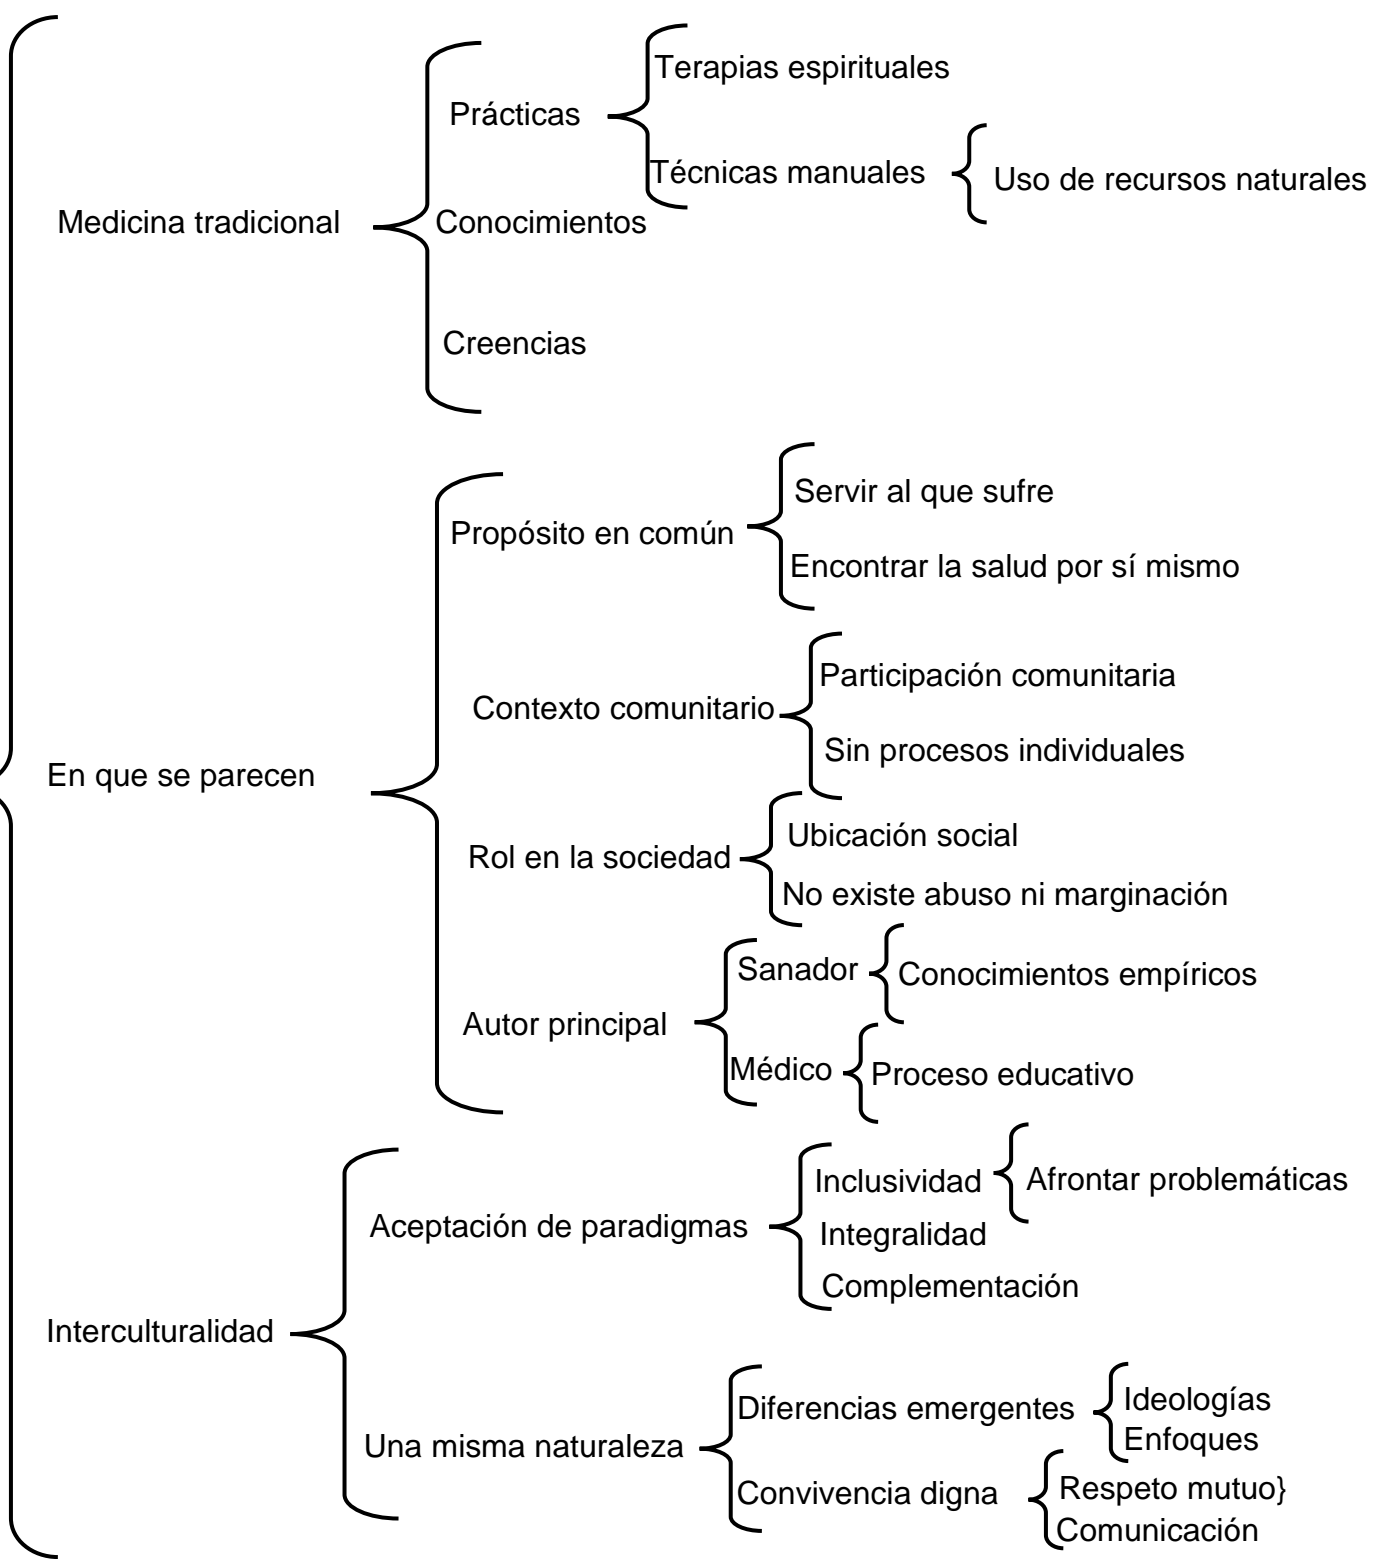 Medicina tradicional
Prácticas
Terapias espirituales
Técnicas manuales
Uso de recursos naturales
Conocimientos
Creencias
En que se parecen
Propósito en común
Servir al que sufre
Encontrar la salud por sí mismo
Contexto comunitario
Participación comunitaria
Sin procesos individuales
Rol en la sociedad
Ubicación social
No existe abuso ni marginación
Autor principal
Sanador
Conocimientos empíricos
Médico
Proceso educativo
Interculturalidad
Aceptación de paradigmas
Inclusividad
Afrontar problemáticas
Integralidad
Complementación
Una misma naturaleza
Diferencias emergentes
Ideologías
Enfoques
Convivencia digna
Respeto mutuo}
Comunicación